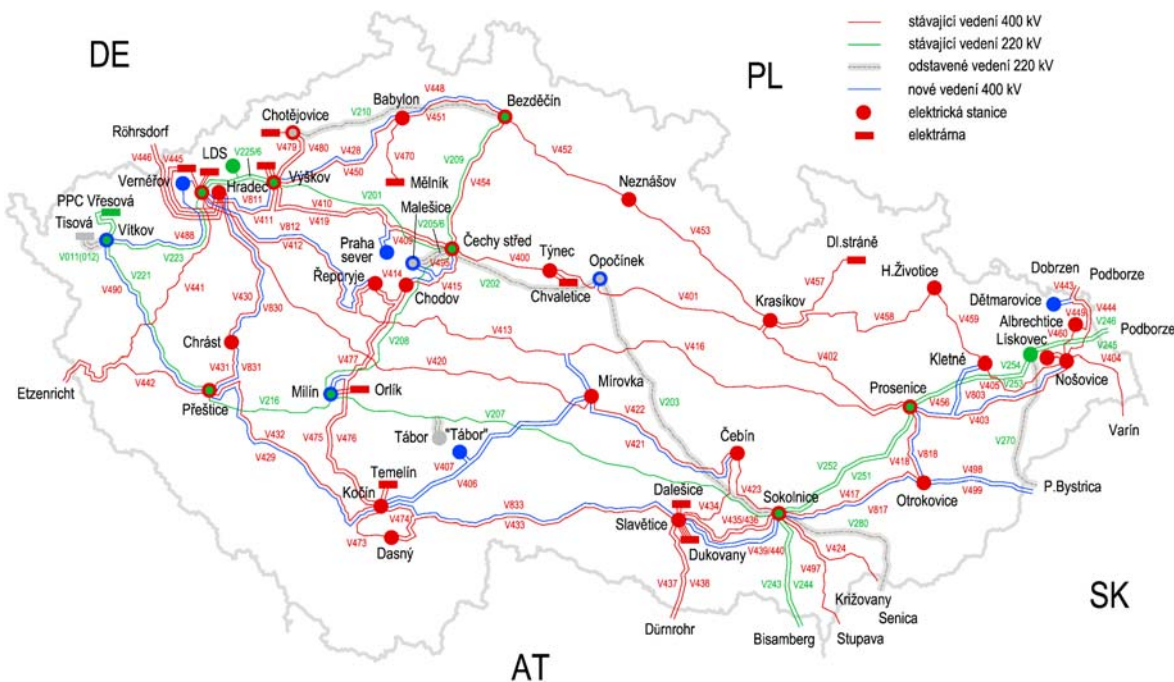 DE
PL
SK
AT
stávající vedení 400 kV
stávající vedení 220 kV
odstavené vedení 220 kV
nové vedení 400 kV
elektrická stanice
elektrárna
V448
Babylon
V451
Bezděčín
V210
Chotějovice
Röhrsdorf
V446
V445
LDS
V225/6
V479
V480
V428
V450
V470
V209
V452
Verněřov
Hradec
Výškov
V201
Mělník
V454
Neznášov
PPC Vřesová
V811
V411
V410
V419
Malešice
V205/6
Tisová
Vítkov
V488
V812
V412
Praha
sever
V409
Čechy střed
V453
Dl.stráně
V011(012)
V223
V221
V495
V400
Týnec
Opočínek
V457
H.Životice
Dobrzen
Podborze
V443
V490
V441
V430
V830
Řeporyje
V414
Chodov
V415
V202
Chvaletice
V401
Krasíkov
V458
V459
Dětmarovice
V444
V449
V246
Albrechtice
V460
Podborze
V245
Lískovec
Chrást
V413
V416
V402
V208
V477
V420
V431
V831
Kletné
V254
V253
V404
V405
Nošovice
Etzenricht
V442
Přeštice
Milín
Orlík
Mírovka
Prosenice
V456
V803
V403
V216
V207
V203
V422
V421
Varín
V432
V429
V475
V476
Tábor
"Tábor"
V407
V406
Čebín
V423
V252
V251
V418
V818
V270
V498
V499
Temelín
Kočín
V474
V473
Dasný
V833
V433
Dalešice
V434
V435/436
Slavětice
Dukovany
V439/440
Sokolnice
V417
V817
Otrokovice
P.Bystrica
V280
V424
V497
V437
V438
V243
V244
Křižovany
Senica
Dürnrohr
Bisamberg
Stupava